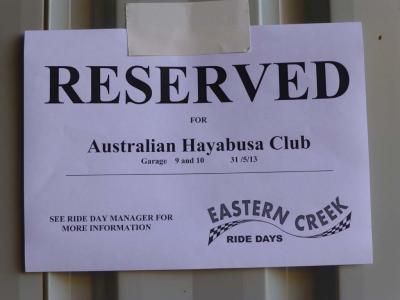 RESERVED
FOR
Australian Hayabusa Club
Garage 9 and 10 31 /5/13
SEE RIDE DAY MANAGER FOR
MORE INFORMATION
EASTERN CREEK
RIDE DAYS